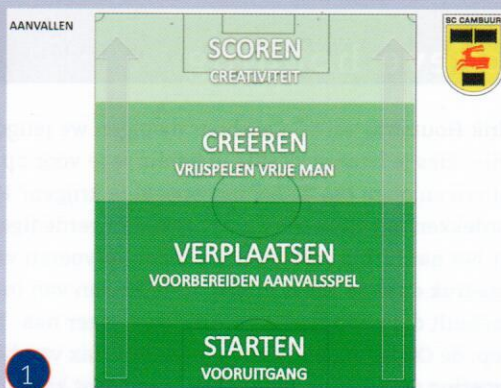 AANVALLEN
SC CAMBUUR
SCOREN
CREATIVITEIT
CREËREN
VRIJSPELEN VRIJE MAN
VERPLAATSEN
VOORBEREIDEN AANVALSSPEL
STARTEN
VOORUITGANG
1